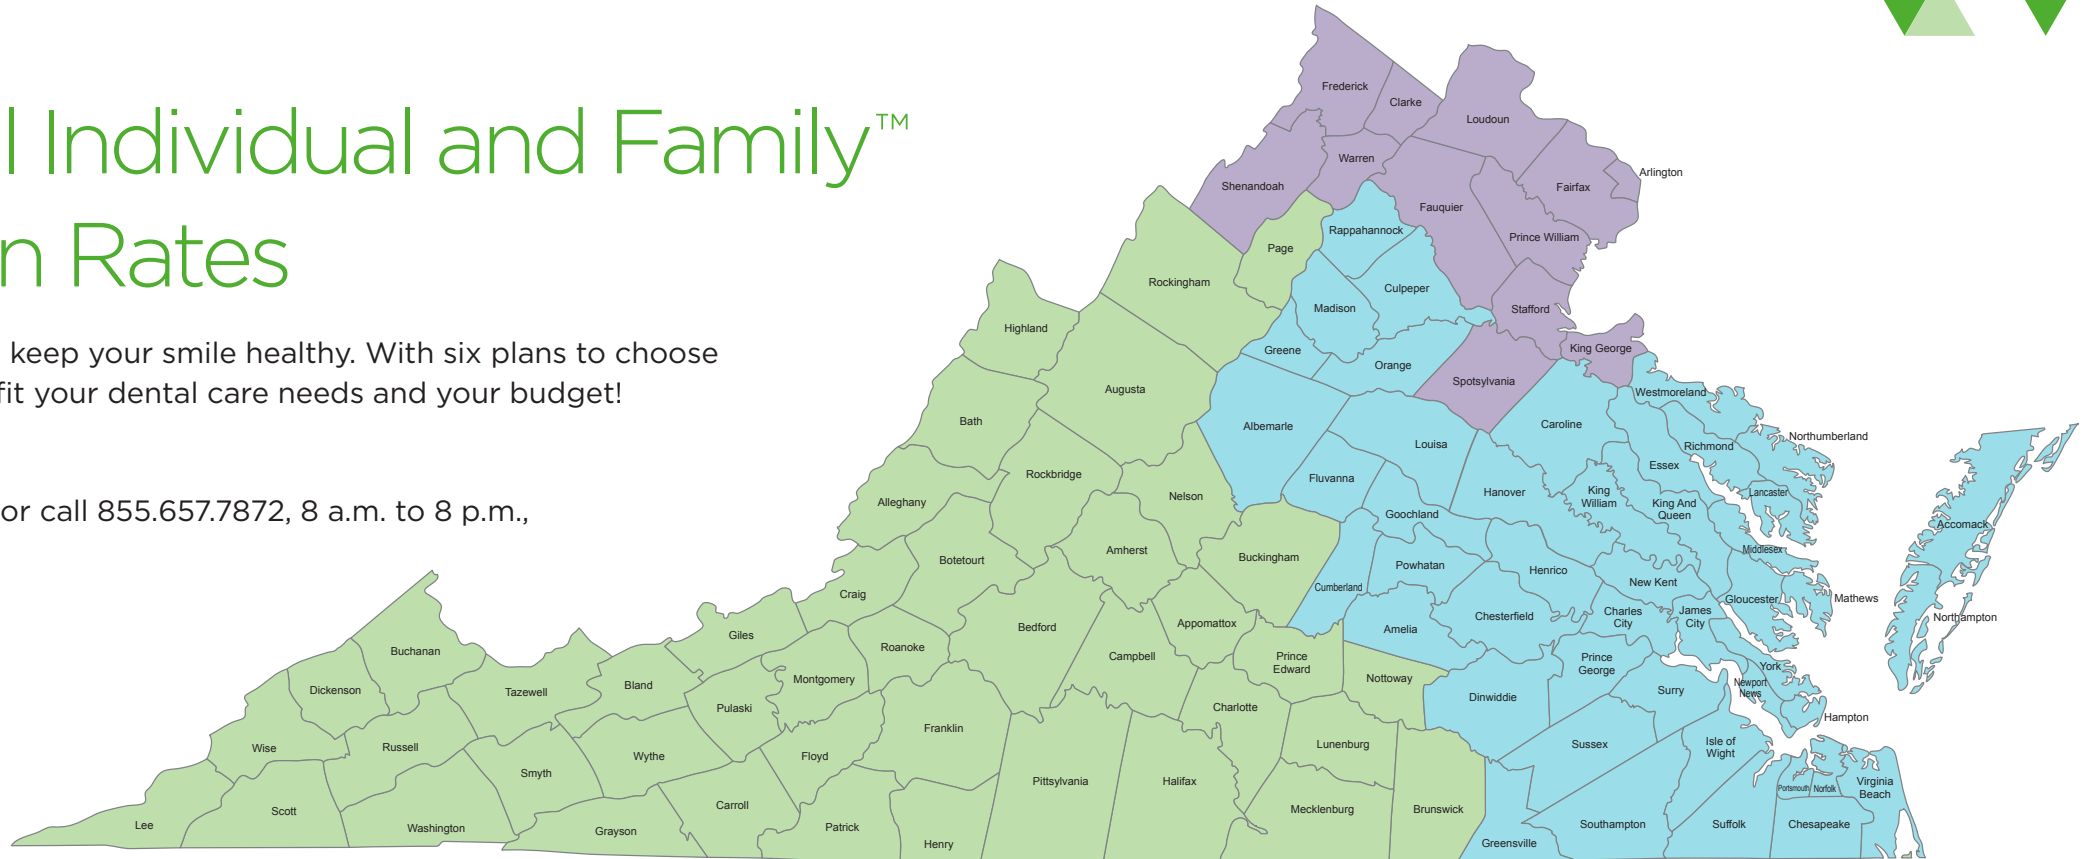 l Individual and Family™
n Rates
keep your smile healthy. With six plans to choose
fit your dental care needs and your budget!
or call 855.657.7872, 8 a.m. to 8 p.m.,
Frederick
Clarke
Loudoun
Warren
Arlington
Shenandoah
Fairfax
Fauquier
Rappahannock
Prince William
Page
Rockingham
Culpeper
Madison
Stafford
Highland
Greene
King George
Orange
Spotsylvania
Augusta
Westmoreland
Bath
Albemarle
Caroline
Louisa
Northumberland
Richmond
Essex
Rockbridge
Fluvanna
Nelson
Hanover
King
William
Lancaster
Alleghany
King And
Queen
Goochland
Accomack
Amherst
Buckingham
Middlesex
Botetourt
Powhatan
Henrico
Cumberland
New Kent
Craig
Gloucester
Mathews
Charles
City
James
City
Chesterfield
Northampton
Appomattox
Bedford
Amelia
Giles
Roanoke
Buchanan
Campbell
Prince
Edward
Prince
George
York
Nottoway
Montgomery
Bland
Newport
News
Dickenson
Tazewell
Surry
Dinwiddie
Pulaski
Charlotte
Hampton
Franklin
Wise
Russell
Lunenburg
Sussex
Isle of
Wight
Wythe
Floyd
Smyth
Pittsylvania
Halifax
Virginia
Beach
Portsmouth
Norfolk
Carroll
Mecklenburg
Brunswick
Scott
Lee
Washington
Grayson
Patrick
Southampton
Suffolk
Chesapeake
Henry
Greensville